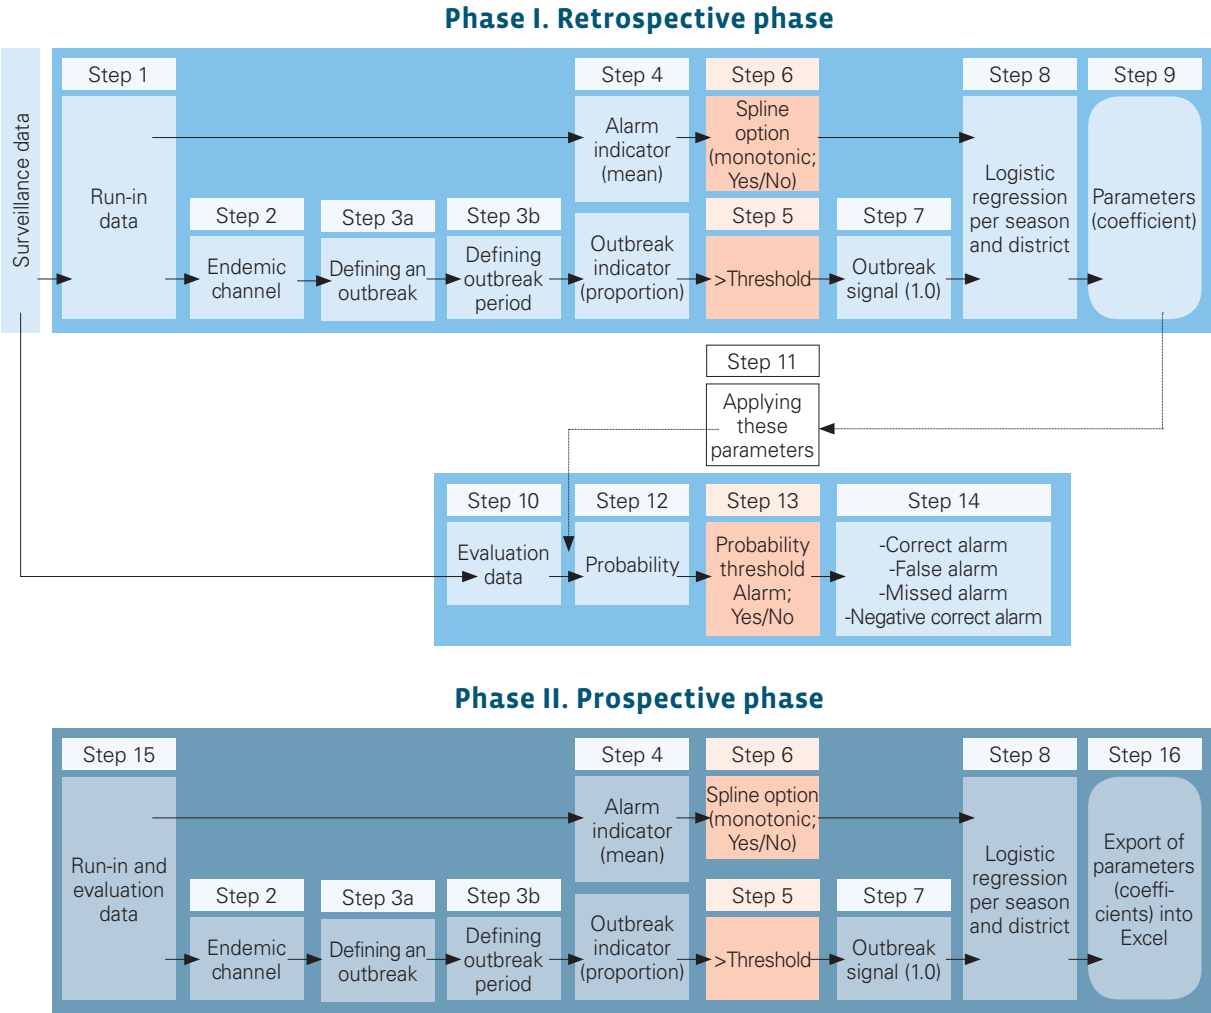 Phase I. Retrospective phase
Surveillance data
Step 1
Run-in
data
Step 2
Endemic
channel
Step 3a
Defining an
outbreak
Step 3b
Defining
outbreak
period
Step 4
Alarm
indicator
(mean)
Outbreak
indicator
(proportion)
Step 6
Spline
option
(monotonic;
Yes/No)
Step 5
>Threshold
Step 7
Outbreak
signal (1.0)
Step 8
Logistic
regression
per season
and district
Step 9
Parameters
(coefficient)
Step 11
Applying
these
parameters
Step 10
Evaluation
data
Step 12
Probability
Step 13
Probability
threshold
Alarm;
Yes/No
Step 14
-Correct alarm
-False alarm
-Missed alarm
-Negative correct alarm
Phase II. Prospective phase
Step 15
Run-in and
evaluation
data
Step 2
Endemic
channel
Step 3a
Defining an
outbreak
Step 3b
Defining
outbreak
period
Step 4
Alarm
indicator
(mean)
Outbreak
indicator
(proportion)
Step 6
Spline option
(monotonic;
Yes/No)
Step 5
>Threshold
Step 7
Outbreak
signal (1.0)
Step 8
Logistic
regression
per season
and district
Step 16
Export of
parameters
(coeffi-
cients) into
Excel